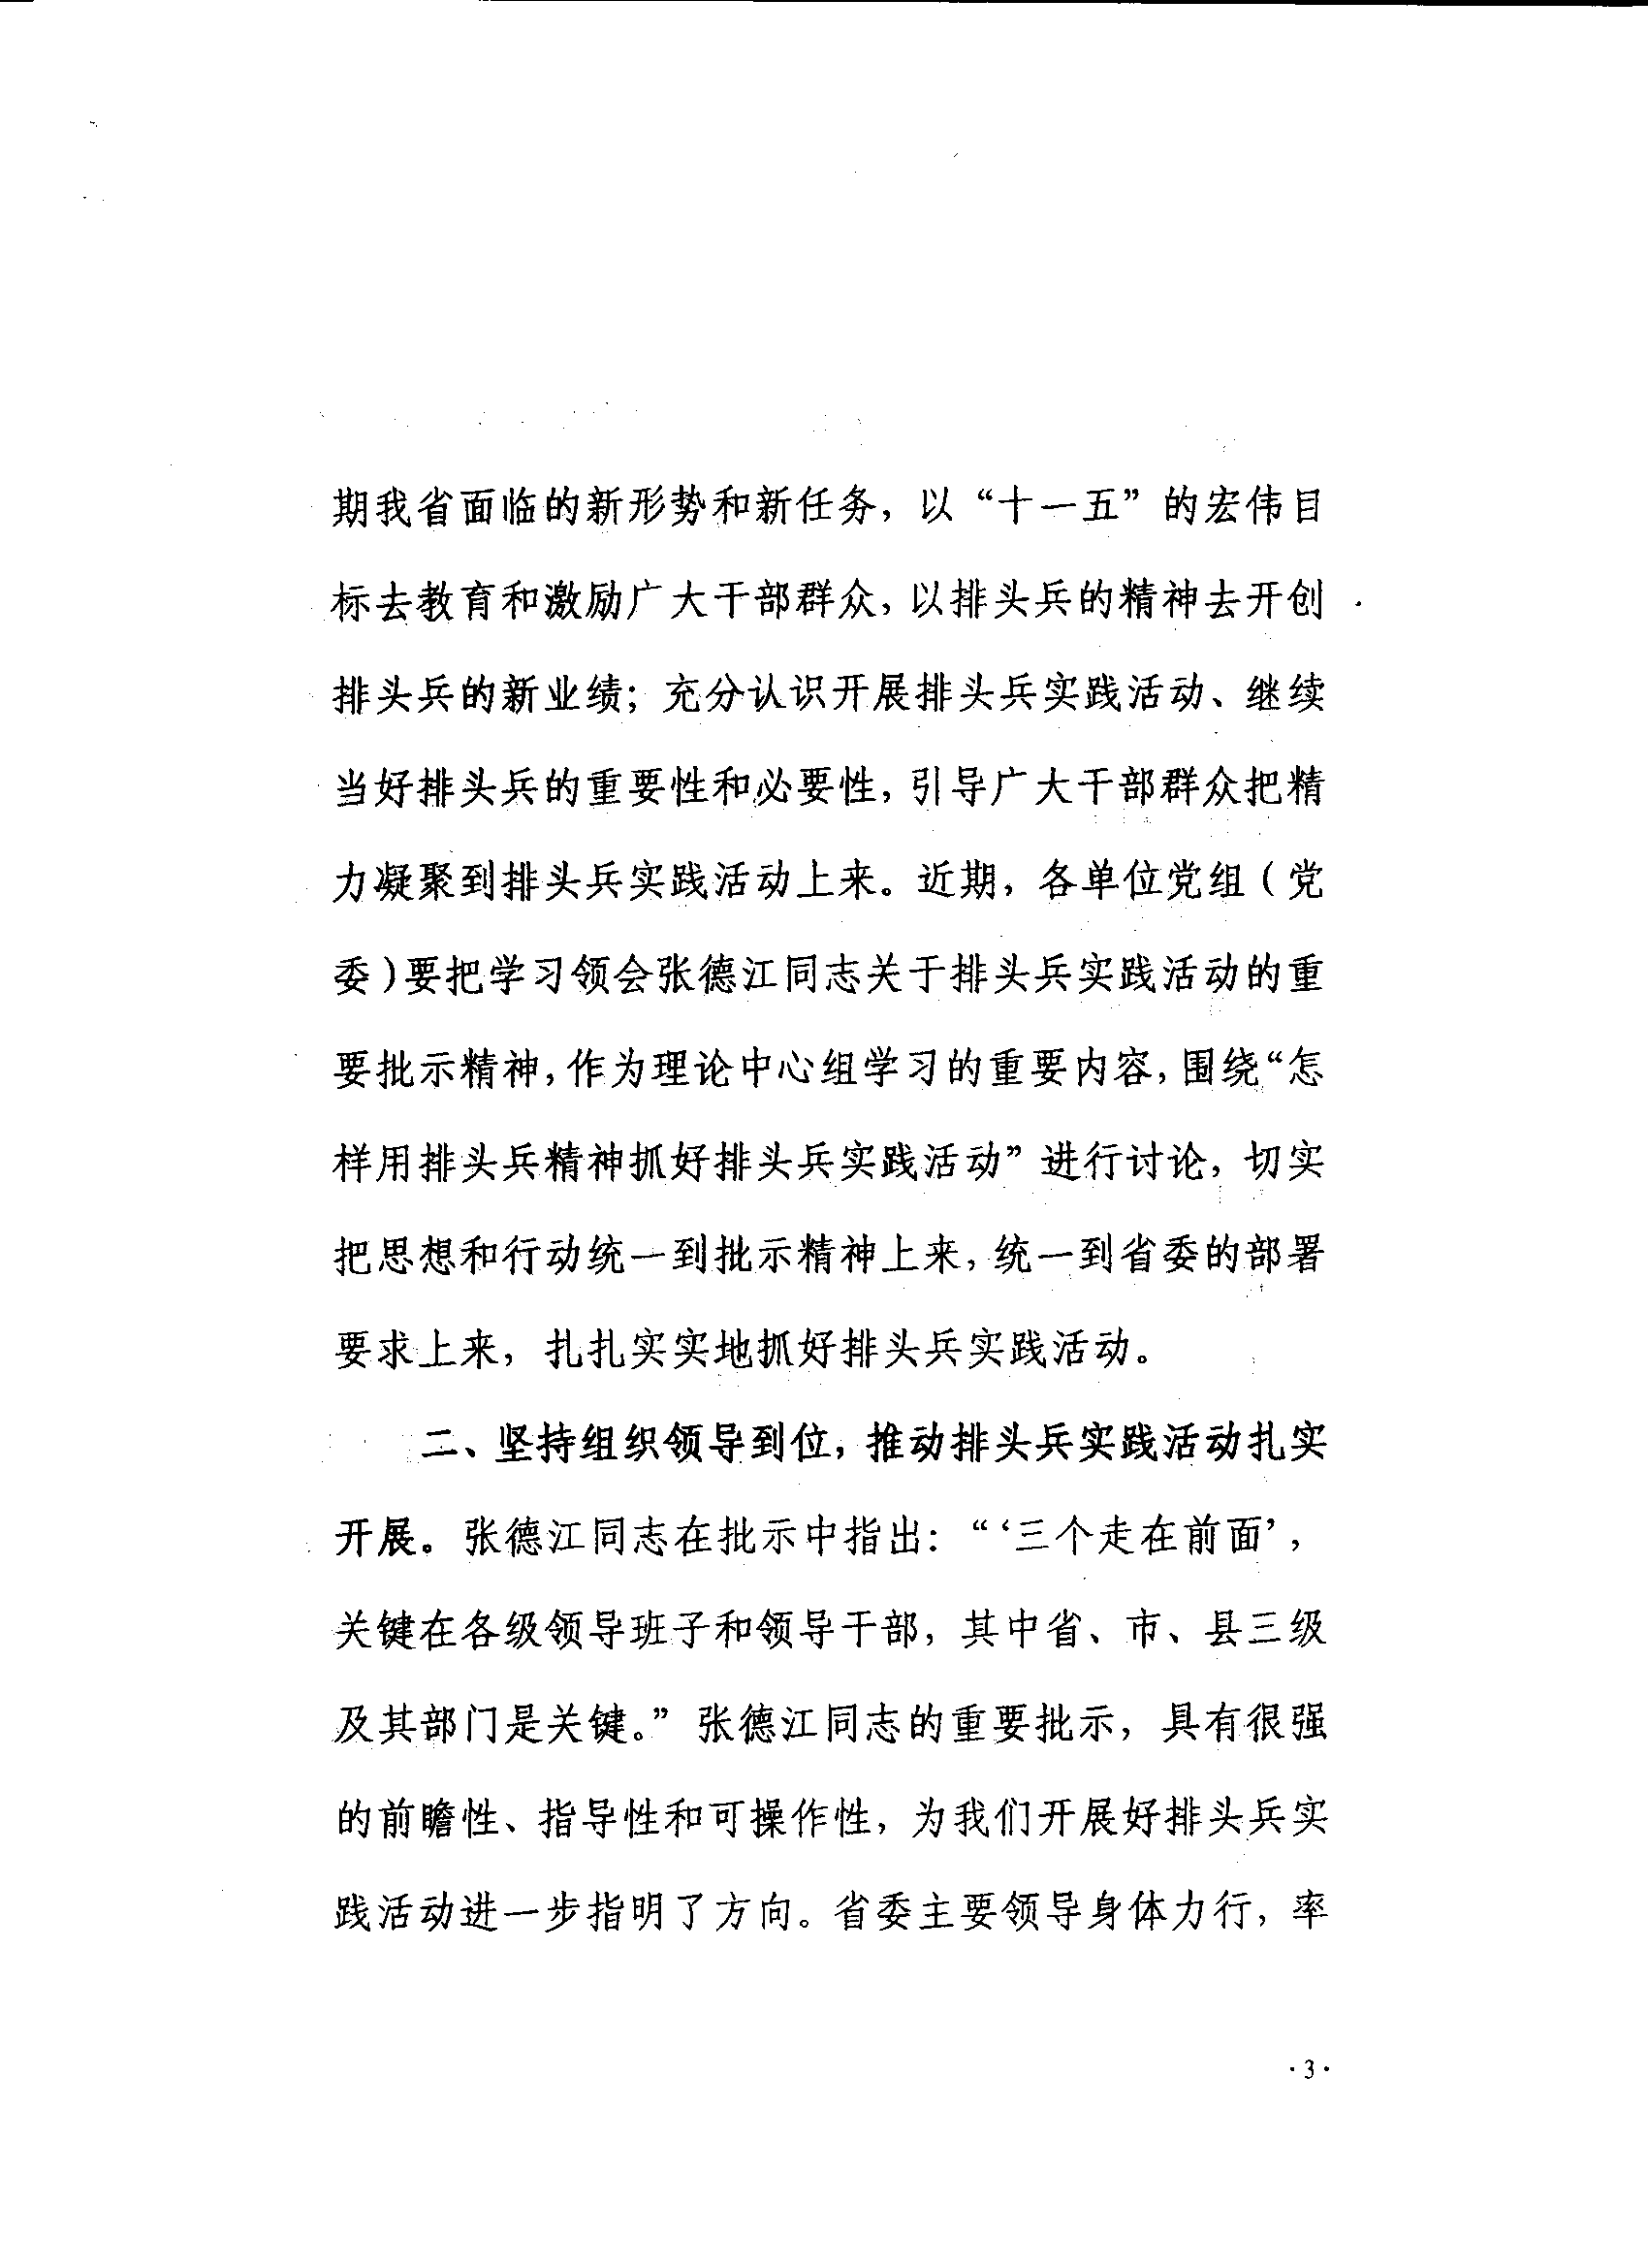 期我省面临的新形势和新任务，以“十一五”的宏伟目
标去教育和激励广大干部群众，以排头兵的精神去开创
排头兵的新业绩；充分认识开展排头兵实践活动、继续
当好排头兵的重要性和必要性，引导广大干部群众把精
力凝聚到排头兵实践活动上来。近期，各单位党组（党
委）要把学习领会张德江同志关于排头兵实践活动的重
要批示精神，作为理论中心组学习的重要内容，围绕“怎
样用排头兵精神抓好排头兵实践活动”进行讨论，切实
把思想和行动统一到批示精神上来，统一到省委的部署
要求上来，扎扎实实地抓好排头兵实践活动。
二、坚持组织领导到位，推动排头兵实践活动扎实
开展。张德江同志在批示中指出：“‘三个走在前面’，
关键在各级领导班子和领导干部，其中省、市、县三级
及其部门是关键。”张德江同志的重要批示，具有很强
的前瞻性、指导性和可操作性，为我们开展好排头兵实
践活动进一步指明了方向。省委主要领导身体力行，率
·3·